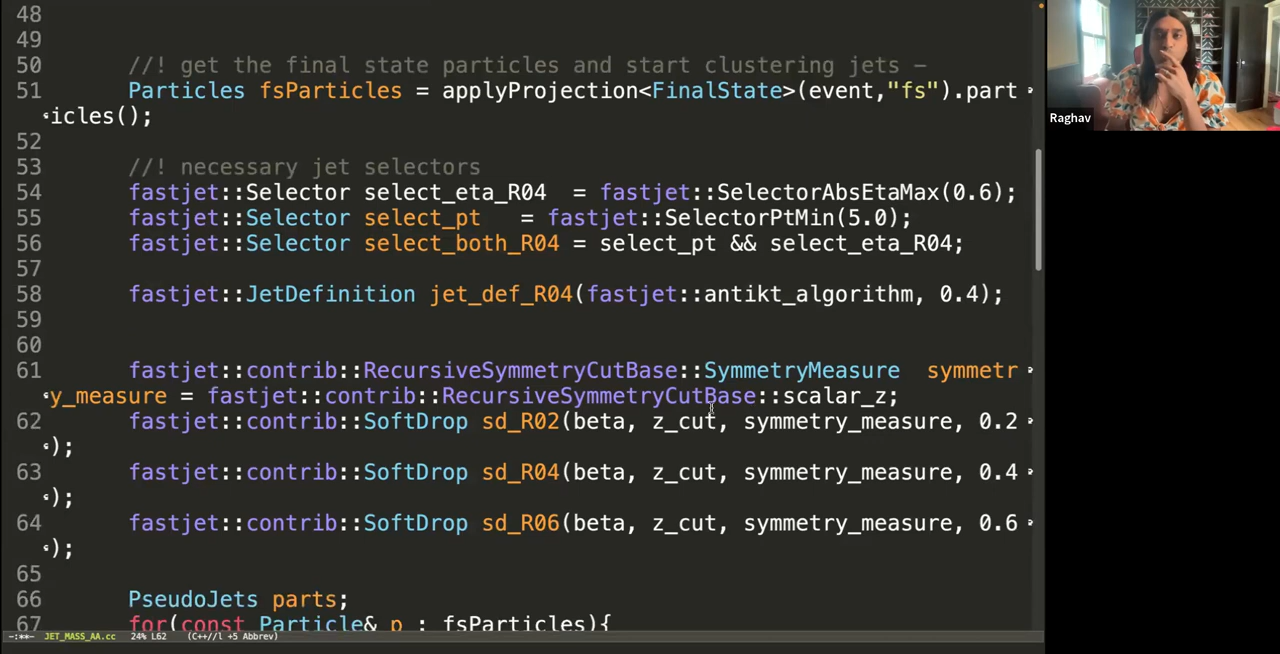 48
49
50 //! get the final state particles and start clustering jets –
51 Particles fsParticles = applyProjection<FinalState>(event,"fs").part
icles();
52
53 //! necessary jet selectors
54 fastjet::Selector select_eta_R04  = fastjet::SelectorAbsEtaMax(0.6);
55 fastjet::Selector select_pt   = fastjet::SelectorPtMin(5.0);
56 fastjet::Selector select_both_R04 = select_pt && select_eta_R04;
57
58 fastjet::JetDefinition jet_def_R04(fastjet::antikt_algorithm, 0.4);
59
60
61 fastjet::contrib::RecursiveSymmetryCutBase::SymmetryMeasure  symmetr
y_measure = fastjet::contrib::RecursiveSymmetryCutBase::scalar_z;
62 fastjet::contrib::SoftDrop sd_R02(beta, z_cut, symmetry_measure, 0.2
);
63 fastjet::contrib::SoftDrop sd_R04(beta, z_cut, symmetry_measure, 0.4
);
64 fastjet::contrib::SoftDrop sd_R06(beta, z_cut, symmetry_measure, 0.6
);
65
66 PseudoJets parts;
67 for(const Particle& p : fsParticles){
-:**- JET_MASS_AA.cc 24% L62 (C++//l +5 Abbrev)
Raghav